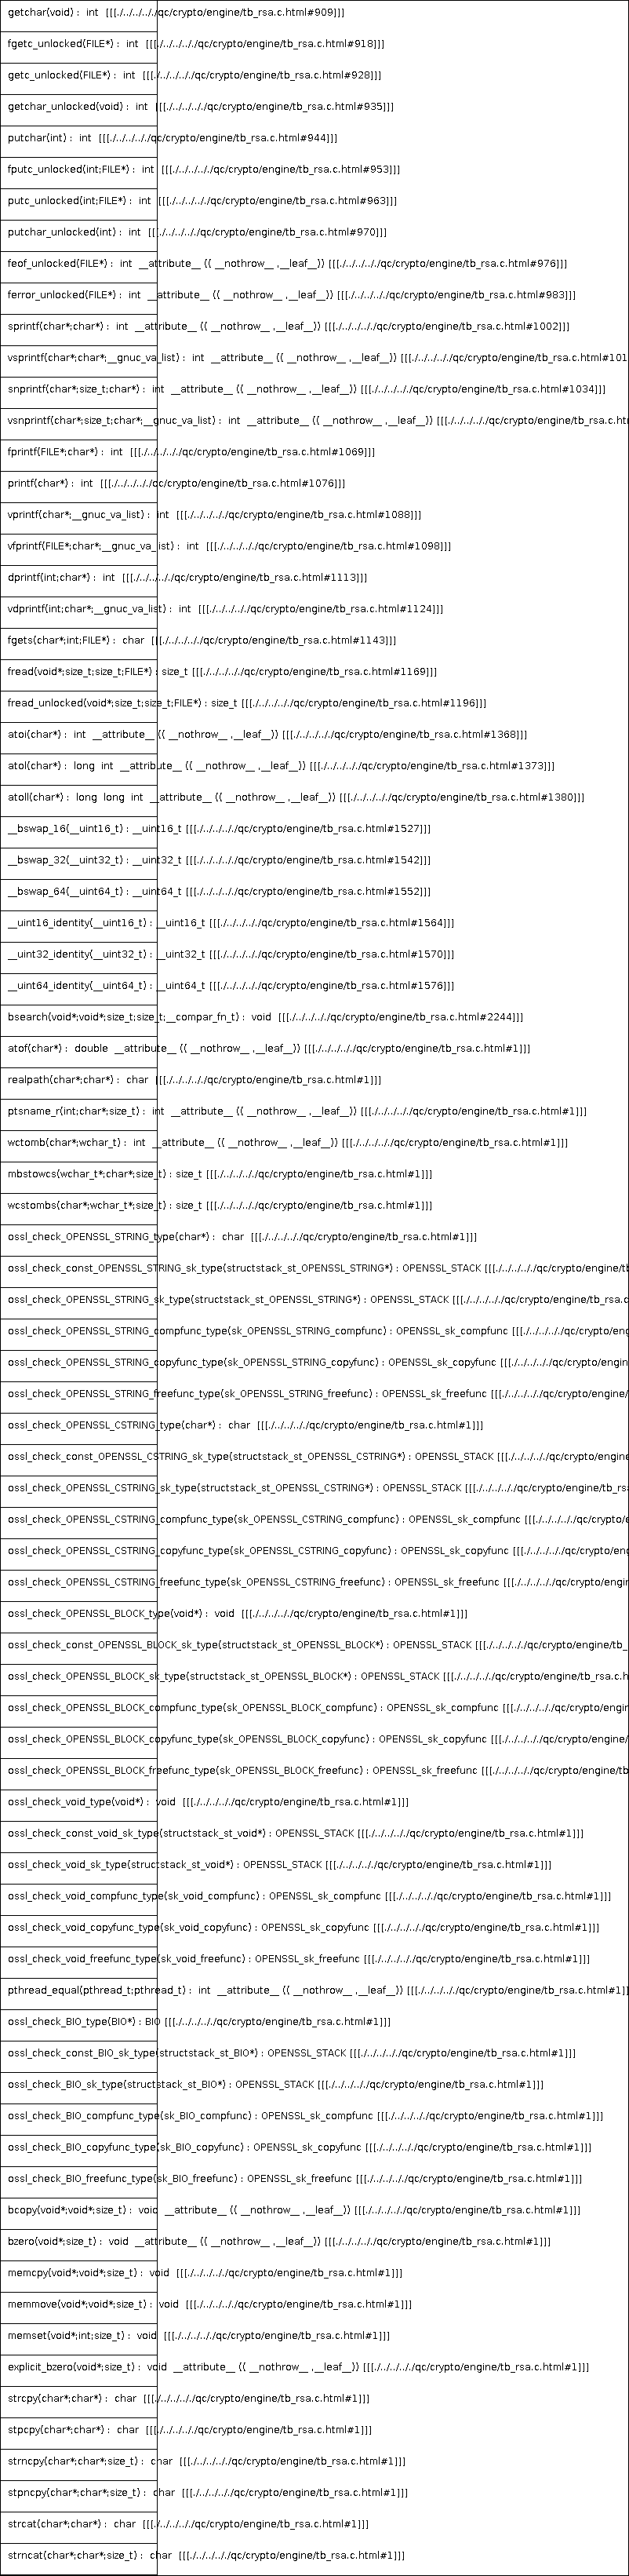 getchar(void) : int [[[./../../../../qc/crypto/engine/tb_rsa.c.html#909]]]
fgetc_unlocked(FILE*) : int [[[./../../../../qc/crypto/engine/tb_rsa.c.html#918]]]
getc_unlocked(FILE*) : int [[[./../../../../qc/crypto/engine/tb_rsa.c.html#928]]]
getchar_unlocked(void) : int [[[./../../../../qc/crypto/engine/tb_rsa.c.html#935]]]
putchar(int) : int [[[./../../../../qc/crypto/engine/tb_rsa.c.html#944]]]
fputc_unlocked(int;FILE*) : int [[[./../../../../qc/crypto/engine/tb_rsa.c.html#953]]]
putc_unlocked(int;FILE*) : int [[[./../../../../qc/crypto/engine/tb_rsa.c.html#963]]]
putchar_unlocked(int) : int [[[./../../../../qc/crypto/engine/tb_rsa.c.html#970]]]
feof_unlocked(FILE*) : int __attribute__ (( __nothrow__ ,__leaf__)) [[[./../../../../qc/crypto/engine/tb_rsa.c.html#976]]]
ferror_unlocked(FILE*) : int __attribute__ (( __nothrow__ ,__leaf__)) [[[./../../../../qc/crypto/engine/tb_rsa.c.html#983]]]
sprintf(char*;char*) : int __attribute__ (( __nothrow__ ,__leaf__)) [[[./../../../../qc/crypto/engine/tb_rsa.c.html#1002]]]
vsprintf(char*;char*;__gnuc_va_list) : int __attribute__ (( __nothrow__ ,__leaf__)) [[[./../../../../qc/crypto/engine/tb_rsa.c.html#101
snprintf(char*;size_t;char*) : int __attribute__ (( __nothrow__ ,__leaf__)) [[[./../../../../qc/crypto/engine/tb_rsa.c.html#1034]]]
vsnprintf(char*;size_t;char*;__gnuc_va_list) : int __attribute__ (( __nothrow__ ,__leaf__)) [[[./../../../../qc/crypto/engine/tb_rsa.c.htm
fprintf(FILE*;char*) : int [[[./../../../../qc/crypto/engine/tb_rsa.c.html#1069]]]
printf(char*) : int [[[./../../../../qc/crypto/engine/tb_rsa.c.html#1076]]]
vprintf(char*;__gnuc_va_list) : int [[[./../../../../qc/crypto/engine/tb_rsa.c.html#1088]]]
vfprintf(FILE*;char*;__gnuc_va_list) : int [[[./../../../../qc/crypto/engine/tb_rsa.c.html#1098]]]
dprintf(int;char*) : int [[[./../../../../qc/crypto/engine/tb_rsa.c.html#1113]]]
vdprintf(int;char*;__gnuc_va_list) : int [[[./../../../../qc/crypto/engine/tb_rsa.c.html#1124]]]
fgets(char*;int;FILE*) : char [[[./../../../../qc/crypto/engine/tb_rsa.c.html#1143]]]
fread(void*;size_t;size_t;FILE*) : size_t [[[./../../../../qc/crypto/engine/tb_rsa.c.html#1169]]]
fread_unlocked(void*;size_t;size_t;FILE*) : size_t [[[./../../../../qc/crypto/engine/tb_rsa.c.html#1196]]]
atoi(char*) : int __attribute__ (( __nothrow__ ,__leaf__)) [[[./../../../../qc/crypto/engine/tb_rsa.c.html#1368]]]
atol(char*) : long int __attribute__ (( __nothrow__ ,__leaf__)) [[[./../../../../qc/crypto/engine/tb_rsa.c.html#1373]]]
atoll(char*) : long long int __attribute__ (( __nothrow__ ,__leaf__)) [[[./../../../../qc/crypto/engine/tb_rsa.c.html#1380]]]
__bswap_16(__uint16_t) : __uint16_t [[[./../../../../qc/crypto/engine/tb_rsa.c.html#1527]]]
__bswap_32(__uint32_t) : __uint32_t [[[./../../../../qc/crypto/engine/tb_rsa.c.html#1542]]]
__bswap_64(__uint64_t) : __uint64_t [[[./../../../../qc/crypto/engine/tb_rsa.c.html#1552]]]
__uint16_identity(__uint16_t) : __uint16_t [[[./../../../../qc/crypto/engine/tb_rsa.c.html#1564]]]
__uint32_identity(__uint32_t) : __uint32_t [[[./../../../../qc/crypto/engine/tb_rsa.c.html#1570]]]
__uint64_identity(__uint64_t) : __uint64_t [[[./../../../../qc/crypto/engine/tb_rsa.c.html#1576]]]
bsearch(void*;void*;size_t;size_t;__compar_fn_t) : void [[[./../../../../qc/crypto/engine/tb_rsa.c.html#2244]]]
atof(char*) : double __attribute__ (( __nothrow__ ,__leaf__)) [[[./../../../../qc/crypto/engine/tb_rsa.c.html#1]]]
realpath(char*;char*) : char [[[./../../../../qc/crypto/engine/tb_rsa.c.html#1]]]
ptsname_r(int;char*;size_t) : int __attribute__ (( __nothrow__ ,__leaf__)) [[[./../../../../qc/crypto/engine/tb_rsa.c.html#1]]]
wctomb(char*;wchar_t) : int __attribute__ (( __nothrow__ ,__leaf__)) [[[./../../../../qc/crypto/engine/tb_rsa.c.html#1]]]
mbstowcs(wchar_t*;char*;size_t) : size_t [[[./../../../../qc/crypto/engine/tb_rsa.c.html#1]]]
wcstombs(char*;wchar_t*;size_t) : size_t [[[./../../../../qc/crypto/engine/tb_rsa.c.html#1]]]
ossl_check_OPENSSL_STRING_type(char*) : char [[[./../../../../qc/crypto/engine/tb_rsa.c.html#1]]]
ossl_check_const_OPENSSL_STRING_sk_type(structstack_st_OPENSSL_STRING*) : OPENSSL_STACK [[[./../../../../qc/crypto/engine/tb
ossl_check_OPENSSL_STRING_sk_type(structstack_st_OPENSSL_STRING*) : OPENSSL_STACK [[[./../../../../qc/crypto/engine/tb_rsa.c
ossl_check_OPENSSL_STRING_compfunc_type(sk_OPENSSL_STRING_compfunc) : OPENSSL_sk_compfunc [[[./../../../../qc/crypto/eng
ossl_check_OPENSSL_STRING_copyfunc_type(sk_OPENSSL_STRING_copyfunc) : OPENSSL_sk_copyfunc [[[./../../../../qc/crypto/engin
ossl_check_OPENSSL_STRING_freefunc_type(sk_OPENSSL_STRING_freefunc) : OPENSSL_sk_freefunc [[[./../../../../qc/crypto/engine/
ossl_check_OPENSSL_CSTRING_type(char*) : char [[[./../../../../qc/crypto/engine/tb_rsa.c.html#1]]]
ossl_check_const_OPENSSL_CSTRING_sk_type(structstack_st_OPENSSL_CSTRING*) : OPENSSL_STACK [[[./../../../../qc/crypto/engine
ossl_check_OPENSSL_CSTRING_sk_type(structstack_st_OPENSSL_CSTRING*) : OPENSSL_STACK [[[./../../../../qc/crypto/engine/tb_rsa
ossl_check_OPENSSL_CSTRING_compfunc_type(sk_OPENSSL_CSTRING_compfunc) : OPENSSL_sk_compfunc [[[./../../../../qc/crypto/e
ossl_check_OPENSSL_CSTRING_copyfunc_type(sk_OPENSSL_CSTRING_copyfunc) : OPENSSL_sk_copyfunc [[[./../../../../qc/crypto/eng
ossl_check_OPENSSL_CSTRING_freefunc_type(sk_OPENSSL_CSTRING_freefunc) : OPENSSL_sk_freefunc [[[./../../../../qc/crypto/engin
ossl_check_OPENSSL_BLOCK_type(void*) : void [[[./../../../../qc/crypto/engine/tb_rsa.c.html#1]]]
ossl_check_const_OPENSSL_BLOCK_sk_type(structstack_st_OPENSSL_BLOCK*) : OPENSSL_STACK [[[./../../../../qc/crypto/engine/tb_
ossl_check_OPENSSL_BLOCK_sk_type(structstack_st_OPENSSL_BLOCK*) : OPENSSL_STACK [[[./../../../../qc/crypto/engine/tb_rsa.c.h
ossl_check_OPENSSL_BLOCK_compfunc_type(sk_OPENSSL_BLOCK_compfunc) : OPENSSL_sk_compfunc [[[./../../../../qc/crypto/engin
ossl_check_OPENSSL_BLOCK_copyfunc_type(sk_OPENSSL_BLOCK_copyfunc) : OPENSSL_sk_copyfunc [[[./../../../../qc/crypto/engine/
ossl_check_OPENSSL_BLOCK_freefunc_type(sk_OPENSSL_BLOCK_freefunc) : OPENSSL_sk_freefunc [[[./../../../../qc/crypto/engine/tb
ossl_check_void_type(void*) : void [[[./../../../../qc/crypto/engine/tb_rsa.c.html#1]]]
ossl_check_const_void_sk_type(structstack_st_void*) : OPENSSL_STACK [[[./../../../../qc/crypto/engine/tb_rsa.c.html#1]]]
ossl_check_void_sk_type(structstack_st_void*) : OPENSSL_STACK [[[./../../../../qc/crypto/engine/tb_rsa.c.html#1]]]
ossl_check_void_compfunc_type(sk_void_compfunc) : OPENSSL_sk_compfunc [[[./../../../../qc/crypto/engine/tb_rsa.c.html#1]]]
ossl_check_void_copyfunc_type(sk_void_copyfunc) : OPENSSL_sk_copyfunc [[[./../../../../qc/crypto/engine/tb_rsa.c.html#1]]]
ossl_check_void_freefunc_type(sk_void_freefunc) : OPENSSL_sk_freefunc [[[./../../../../qc/crypto/engine/tb_rsa.c.html#1]]]
pthread_equal(pthread_t;pthread_t) : int __attribute__ (( __nothrow__ ,__leaf__)) [[[./../../../../qc/crypto/engine/tb_rsa.c.html#1]]]
ossl_check_BIO_type(BIO*) : BIO [[[./../../../../qc/crypto/engine/tb_rsa.c.html#1]]]
ossl_check_const_BIO_sk_type(structstack_st_BIO*) : OPENSSL_STACK [[[./../../../../qc/crypto/engine/tb_rsa.c.html#1]]]
ossl_check_BIO_sk_type(structstack_st_BIO*) : OPENSSL_STACK [[[./../../../../qc/crypto/engine/tb_rsa.c.html#1]]]
ossl_check_BIO_compfunc_type(sk_BIO_compfunc) : OPENSSL_sk_compfunc [[[./../../../../qc/crypto/engine/tb_rsa.c.html#1]]]
ossl_check_BIO_copyfunc_type(sk_BIO_copyfunc) : OPENSSL_sk_copyfunc [[[./../../../../qc/crypto/engine/tb_rsa.c.html#1]]]
ossl_check_BIO_freefunc_type(sk_BIO_freefunc) : OPENSSL_sk_freefunc [[[./../../../../qc/crypto/engine/tb_rsa.c.html#1]]]
bcopy(void*;void*;size_t) : void __attribute__ (( __nothrow__ ,__leaf__)) [[[./../../../../qc/crypto/engine/tb_rsa.c.html#1]]]
bzero(void*;size_t) : void __attribute__ (( __nothrow__ ,__leaf__)) [[[./../../../../qc/crypto/engine/tb_rsa.c.html#1]]]
memcpy(void*;void*;size_t) : void [[[./../../../../qc/crypto/engine/tb_rsa.c.html#1]]]
memmove(void*;void*;size_t) : void [[[./../../../../qc/crypto/engine/tb_rsa.c.html#1]]]
memset(void*;int;size_t) : void [[[./../../../../qc/crypto/engine/tb_rsa.c.html#1]]]
explicit_bzero(void*;size_t) : void __attribute__ (( __nothrow__ ,__leaf__)) [[[./../../../../qc/crypto/engine/tb_rsa.c.html#1]]]
strcpy(char*;char*) : char [[[./../../../../qc/crypto/engine/tb_rsa.c.html#1]]]
stpcpy(char*;char*) : char [[[./../../../../qc/crypto/engine/tb_rsa.c.html#1]]]
strncpy(char*;char*;size_t) : char [[[./../../../../qc/crypto/engine/tb_rsa.c.html#1]]]
stpncpy(char*;char*;size_t) : char [[[./../../../../qc/crypto/engine/tb_rsa.c.html#1]]]
strcat(char*;char*) : char [[[./../../../../qc/crypto/engine/tb_rsa.c.html#1]]]
strncat(char*;char*;size_t) : char [[[./../../../../qc/crypto/engine/tb_rsa.c.html#1]]]